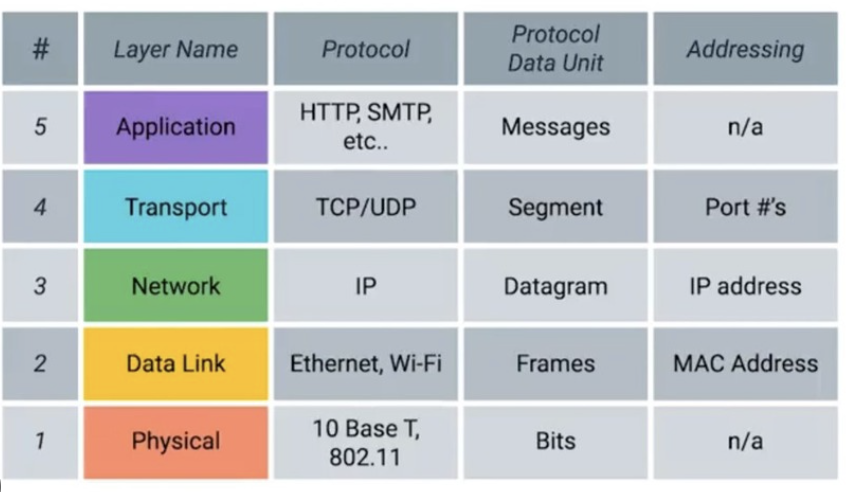 # Layer Name Protocol Protocol Data Unit Addressing
5 Application HTTP, SMTP, etc.. Messages n/a
4 Transport TCP/UDP Segment Port #'s
3 Network IP Datagram IP address
2 Data Link Ethernet, Wi-Fi Frames MAC Address
1 Physical 10 Base T, 802.11 Bits n/a